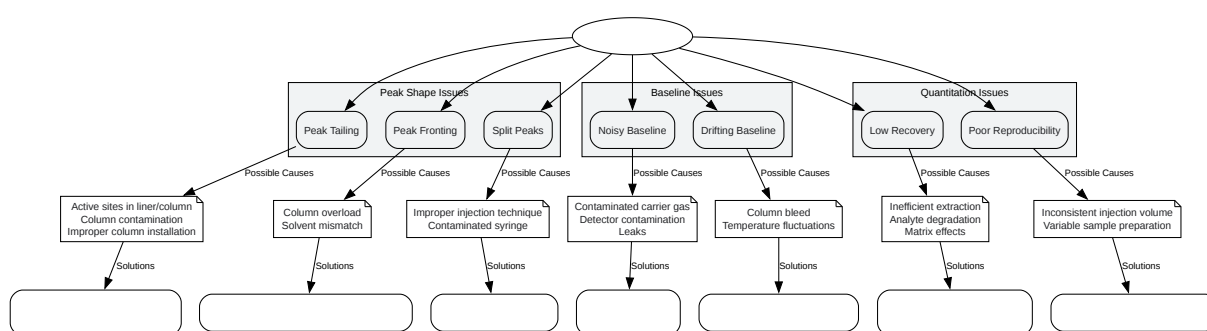 Peak Shape Issues
Baseline Issues
Quantitation Issues
Peak Tailing
Peak Fronting
Split Peaks
Noisy Baseline
Drifting Baseline
Low Recovery
Poor Reproducibility
Possible Causes
Possible Causes
Possible Causes
Possible Causes
Possible Causes
Possible Causes
Possible Causes
Active sites in liner/column
Column contamination
Improper column installation
Column overload
Solvent mismatch
Improper injection technique
Contaminated syringe
Contaminated carrier gas
Detector contamination
Leaks
Column bleed
Temperature fluctuations
Inefficient extraction
Analyte degradation
Matrix effects
Inconsistent injection volume
Variable sample preparation
Solutions
Solutions
Solutions
Solutions
Solutions
Solutions
Solutions